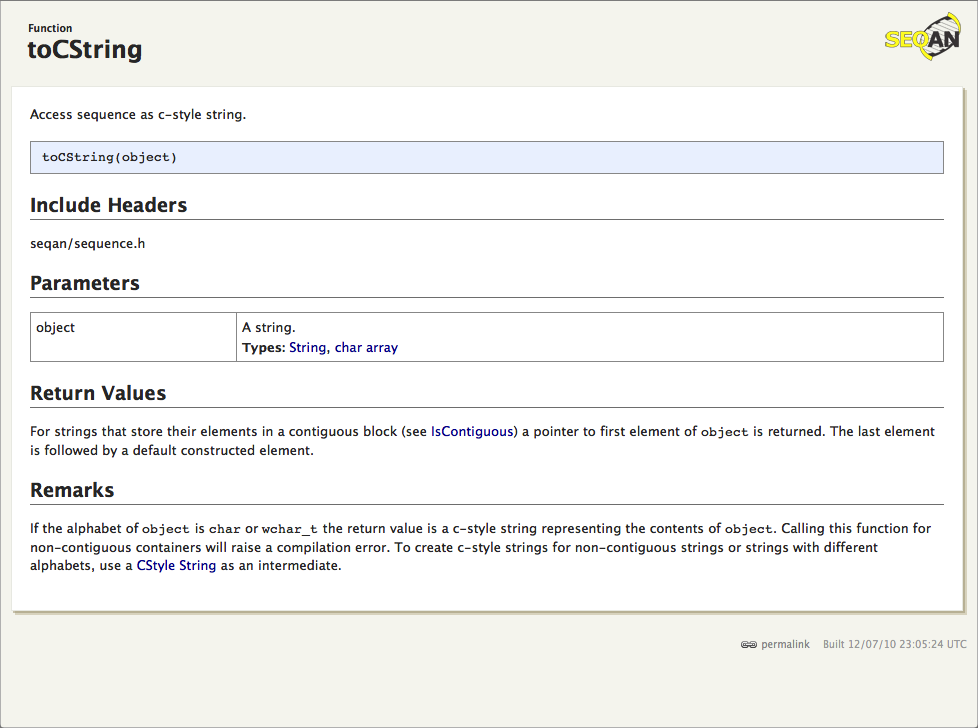 Function
toCString
SEQAN
Access sequence as c-style string.
toCString(object)
Include Headers
seqan/sequence.h
Parameters
object
A string.
Types: String, char array
Return Values
For strings that store their elements in a contiguous block (see IsContiguous) a pointer to first element of object is returned. The last element
is followed by a default constructed element.
Remarks
If the alphabet of object is char or wchar_t the return value is a c-style string representing the contents of object. Calling this function for
non-contiguous containers will raise a compilation error. To create c-style strings for non-contiguous strings or strings with different
alphabets, use a CStyle String as an intermediate.
permalink Built 12/07/10 23:05:24 UTC